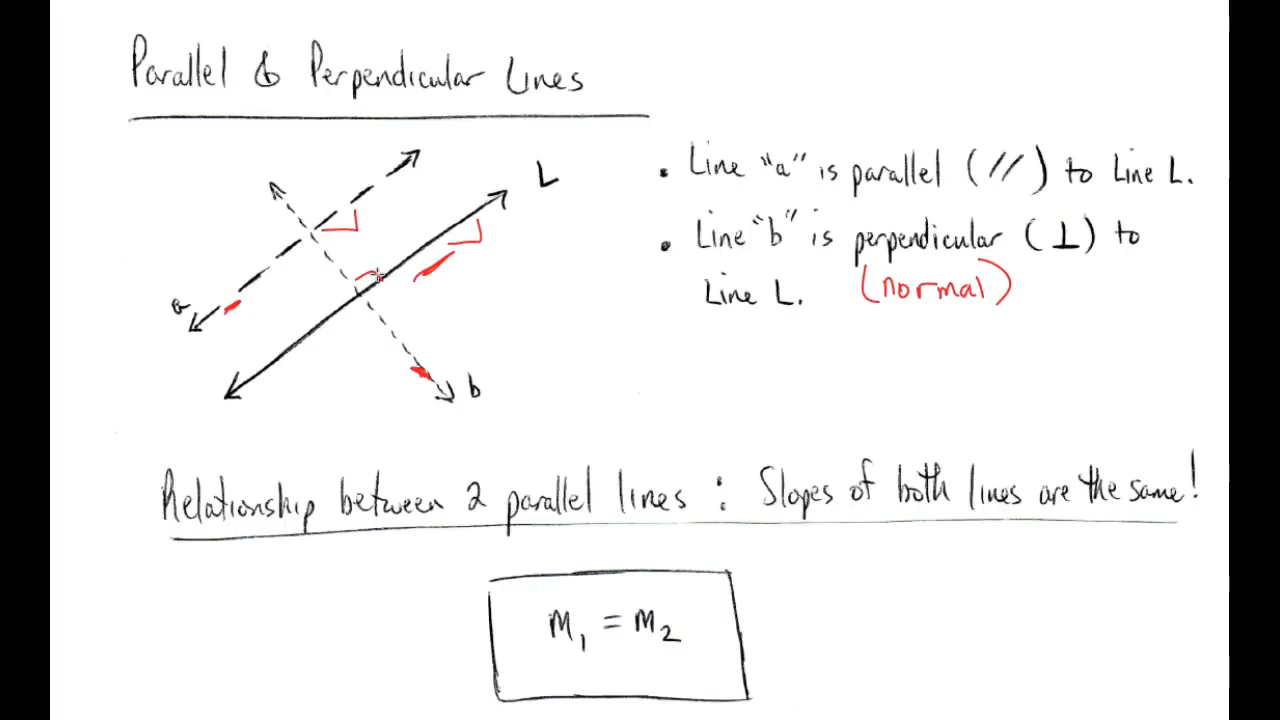 Parallel & Perpendicular Lines
L
• Line "a" is parallel (//) to Line L.
• Line "b" is perpendicular (⊥) to
Line L. (normal)
a
b
Relationship between 2 parallel lines : Slopes of both lines are the same!
M₁ = M₂